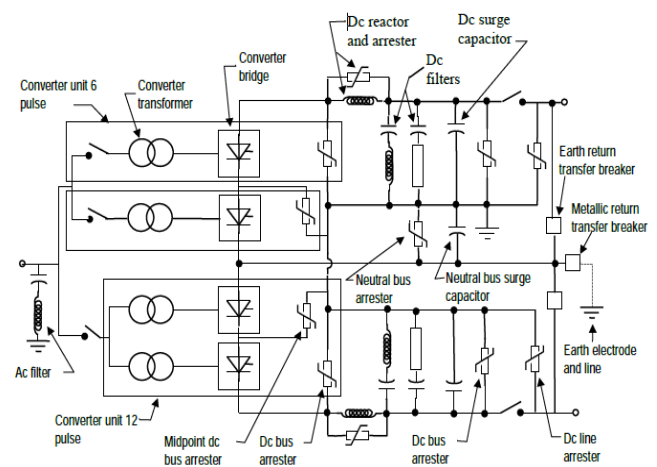 Dc reactor
and arrester
Dc surge
capacitor
Converter unit 6
pulse
Converter
transformer
Converter
bridge
Dc
filters
Earth return
transfer breaker
Metallic return
transfer breaker
Neutral bus
arrester
Neutral bus surge
capacitor
Ac filter
Earth electrode
and line
Converter unit 12
pulse
Midpoint dc
bus arrester
Dc bus
arrester
Dc bus
arrester
Dc line
arrester